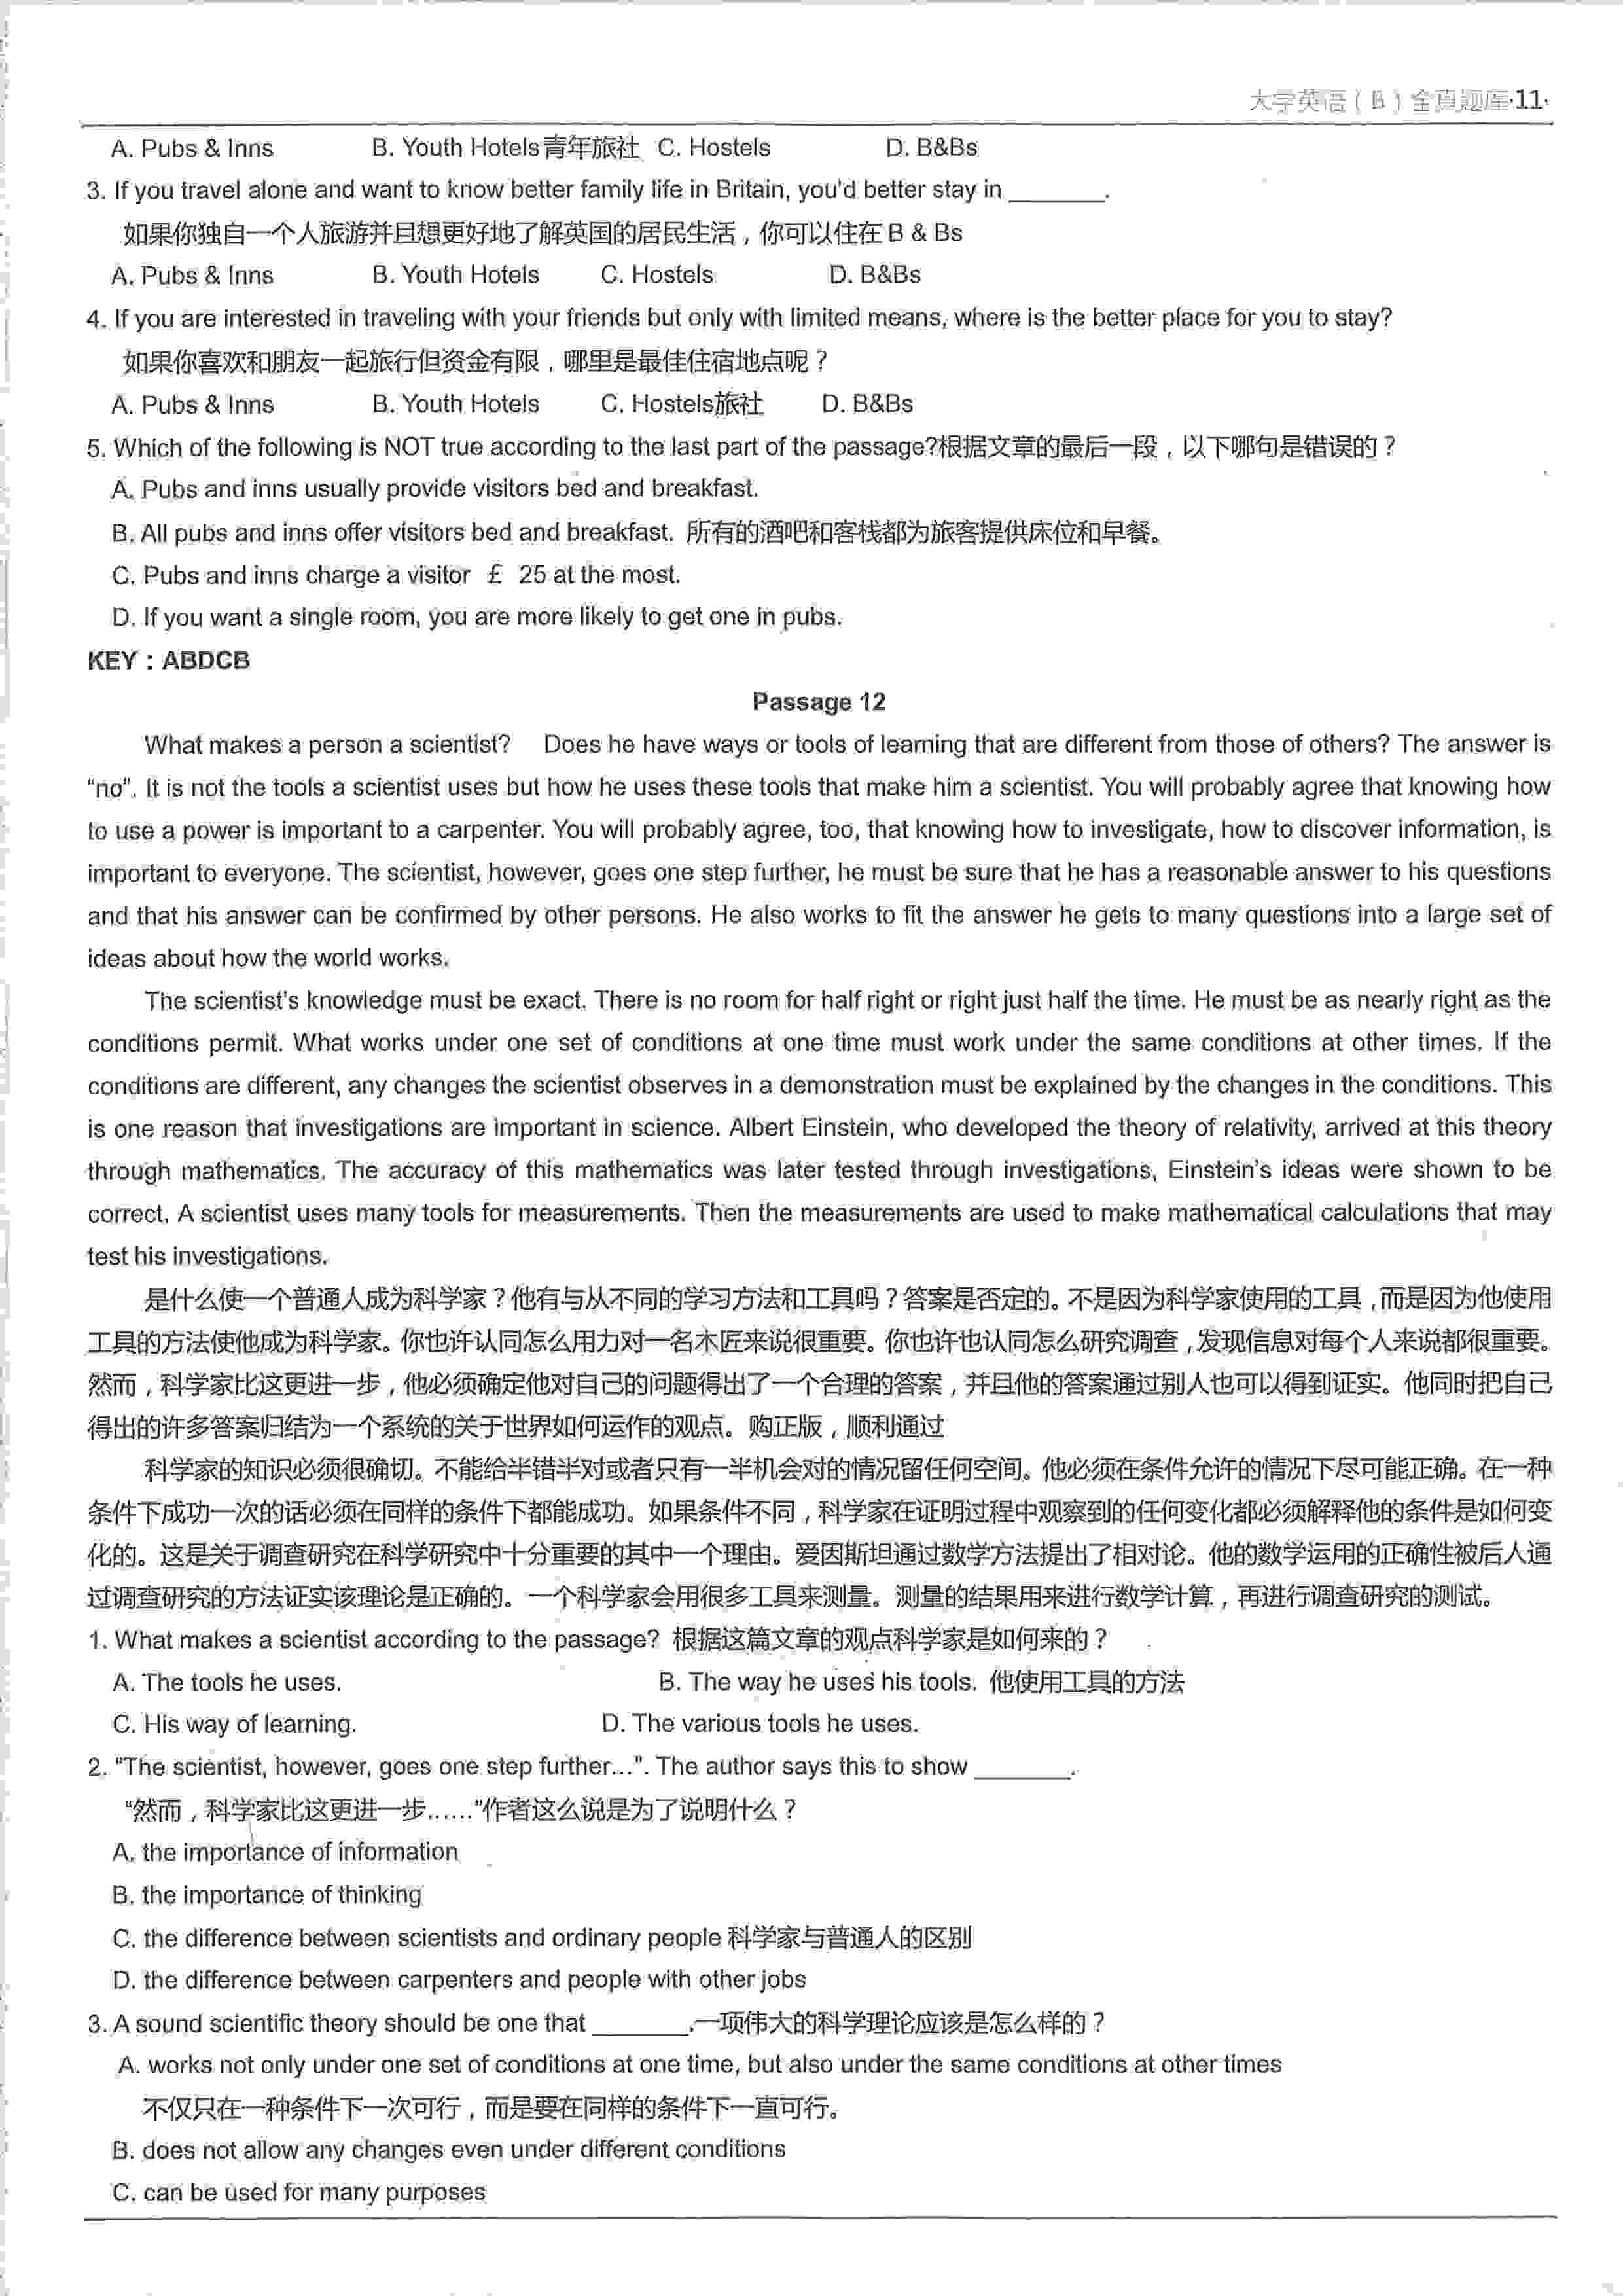 大学英语（B）全真题库·11·
A. Pubs & Inns B. Youth Hotels青年旅社 C. Hostels D. B&Bs
3. If you travel alone and want to know better family life in Britain, you'd better stay in _______.
如果你独自一个人旅游并且想更好地了解英国的居民生活，你可以住在 B & Bs
A. Pubs & Inns B. Youth Hotels C. Hostels D. B&Bs
4. If you are interested in traveling with your friends but only with limited means, where is the better place for you to stay?
如果你喜欢和朋友一起旅行但资金有限，哪里是最佳住宿地点呢？
A. Pubs & Inns B. Youth Hotels C. Hostels旅社 D. B&Bs
5. Which of the following is NOT true according to the last part of the passage?根据文章的最后一段，以下哪句是错误的？
A. Pubs and inns usually provide visitors bed and breakfast.
B. All pubs and inns offer visitors bed and breakfast. 所有的酒吧和客栈都为旅客提供床位和早餐。
C. Pubs and inns charge a visitor £ 25 at the most.
D. If you want a single room, you are more likely to get one in pubs.
KEY：ABDCB
Passage 12
What makes a person a scientist? Does he have ways or tools of learning that are different from those of others? The answer is
“no”. It is not the tools a scientist uses but how he uses these tools that make him a scientist. You will probably agree that knowing how
to use a power is important to a carpenter. You will probably agree, too, that knowing how to investigate, how to discover information, is
important to everyone. The scientist, however, goes one step further, he must be sure that he has a reasonable answer to his questions
and that his answer can be confirmed by other persons. He also works to fit the answer he gets to many questions into a large set of
ideas about how the world works.
The scientist's knowledge must be exact. There is no room for half right or right just half the time. He must be as nearly right as the
conditions permit. What works under one set of conditions at one time must work under the same conditions at other times. If the
conditions are different, any changes the scientist observes in a demonstration must be explained by the changes in the conditions. This
is one reason that investigations are important in science. Albert Einstein, who developed the theory of relativity, arrived at this theory
through mathematics. The accuracy of this mathematics was later tested through investigations, Einstein's ideas were shown to be
correct. A scientist uses many tools for measurements. Then the measurements are used to make mathematical calculations that may
test his investigations.
是什么使一个普通人成为科学家？他有与从不同的学习方法和工具吗？答案是否定的。不是因为科学家使用的工具，而是因为他使用
工具的方法使他成为科学家。你也许认同怎么用力对一名木匠来说很重要。你也许也认同怎么研究调查，发现信息对每个人来说都很重要。
然而，科学家比这更进一步，他必须确定他对自己的问题得出了一个合理的答案，并且他的答案通过别人也可以得到证实。他同时把自己
得出的许多答案归结为一个系统的关于世界如何运作的观点。购正版，顺利通过
科学家的知识必须很确切。不能给半错半对或者只有一半机会对的情况留任何空间。他必须在条件允许的情况下尽可能正确。在一种
条件下成功一次的话必须在同样的条件下都能成功。如果条件不同，科学家在证明过程中观察到的任何变化都必须解释他的条件是如何变
化的。这是关于调查研究在科学研究中十分重要的其中一个理由。爱因斯坦通过数学方法提出了相对论。他的数学运用的正确性被后人通
过调查研究的方法证实该理论是正确的。一个科学家会用很多工具来测量。测量的结果用来进行数学计算，再进行调查研究的测试。
1. What makes a scientist according to the passage? 根据这篇文章的观点科学家是如何来的？
A. The tools he uses. B. The way he uses his tools. 他使用工具的方法
C. His way of learning. D. The various tools he uses.
2. “The scientist, however, goes one step further...”. The author says this to show _______.
“然而，科学家比这更进一步......”作者这么说是为了说明什么？
A. the importance of information
B. the importance of thinking
C. the difference between scientists and ordinary people 科学家与普通人的区别
D. the difference between carpenters and people with other jobs
3. A sound scientific theory should be one that _______.一项伟大的科学理论应该是怎么样的？
A. works not only under one set of conditions at one time, but also under the same conditions at other times
不仅只在一种条件下一次可行，而是要在同样的条件下一直可行。
B. does not allow any changes even under different conditions
C. can be used for many purposes